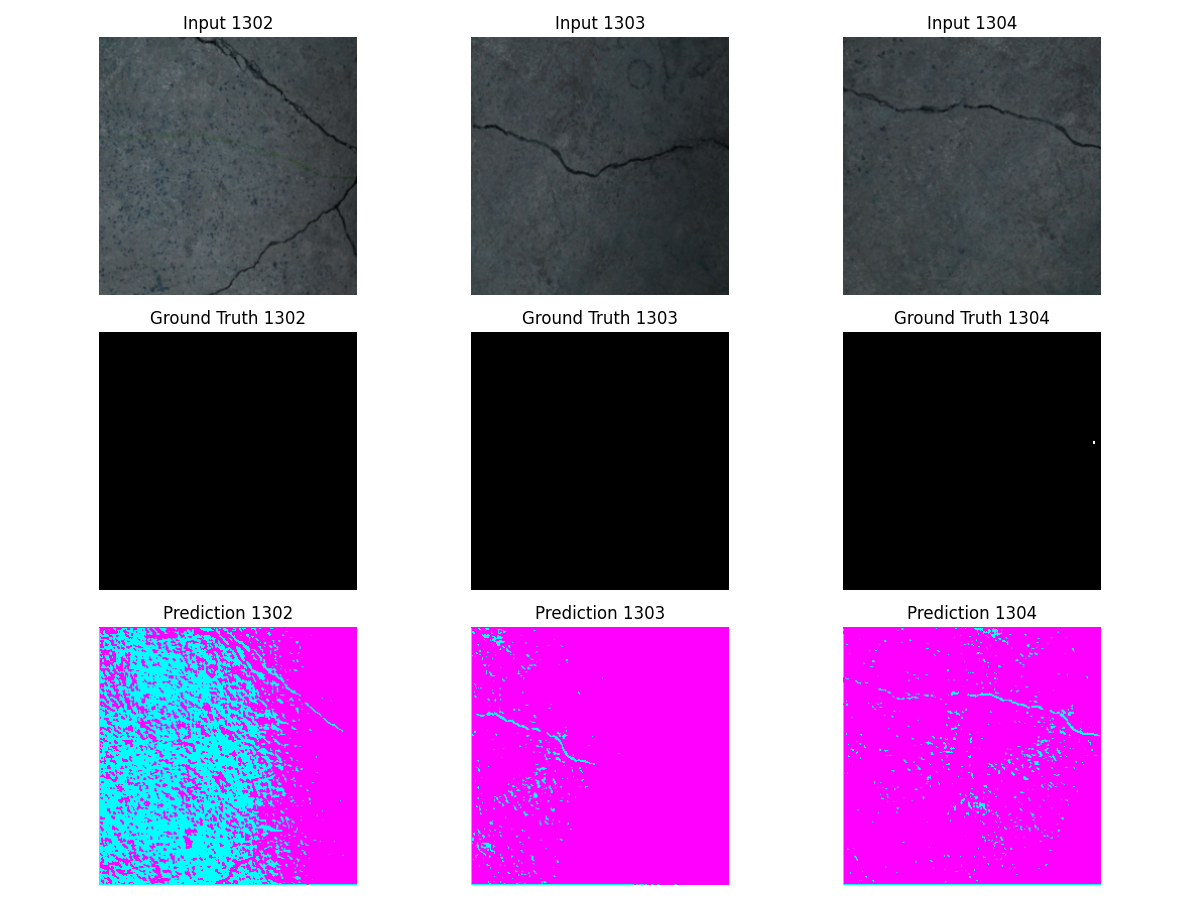 Input 1302
Input 1303
Input 1304
Ground Truth 1302
Ground Truth 1303
Ground Truth 1304
Prediction 1302
Prediction 1303
Prediction 1304